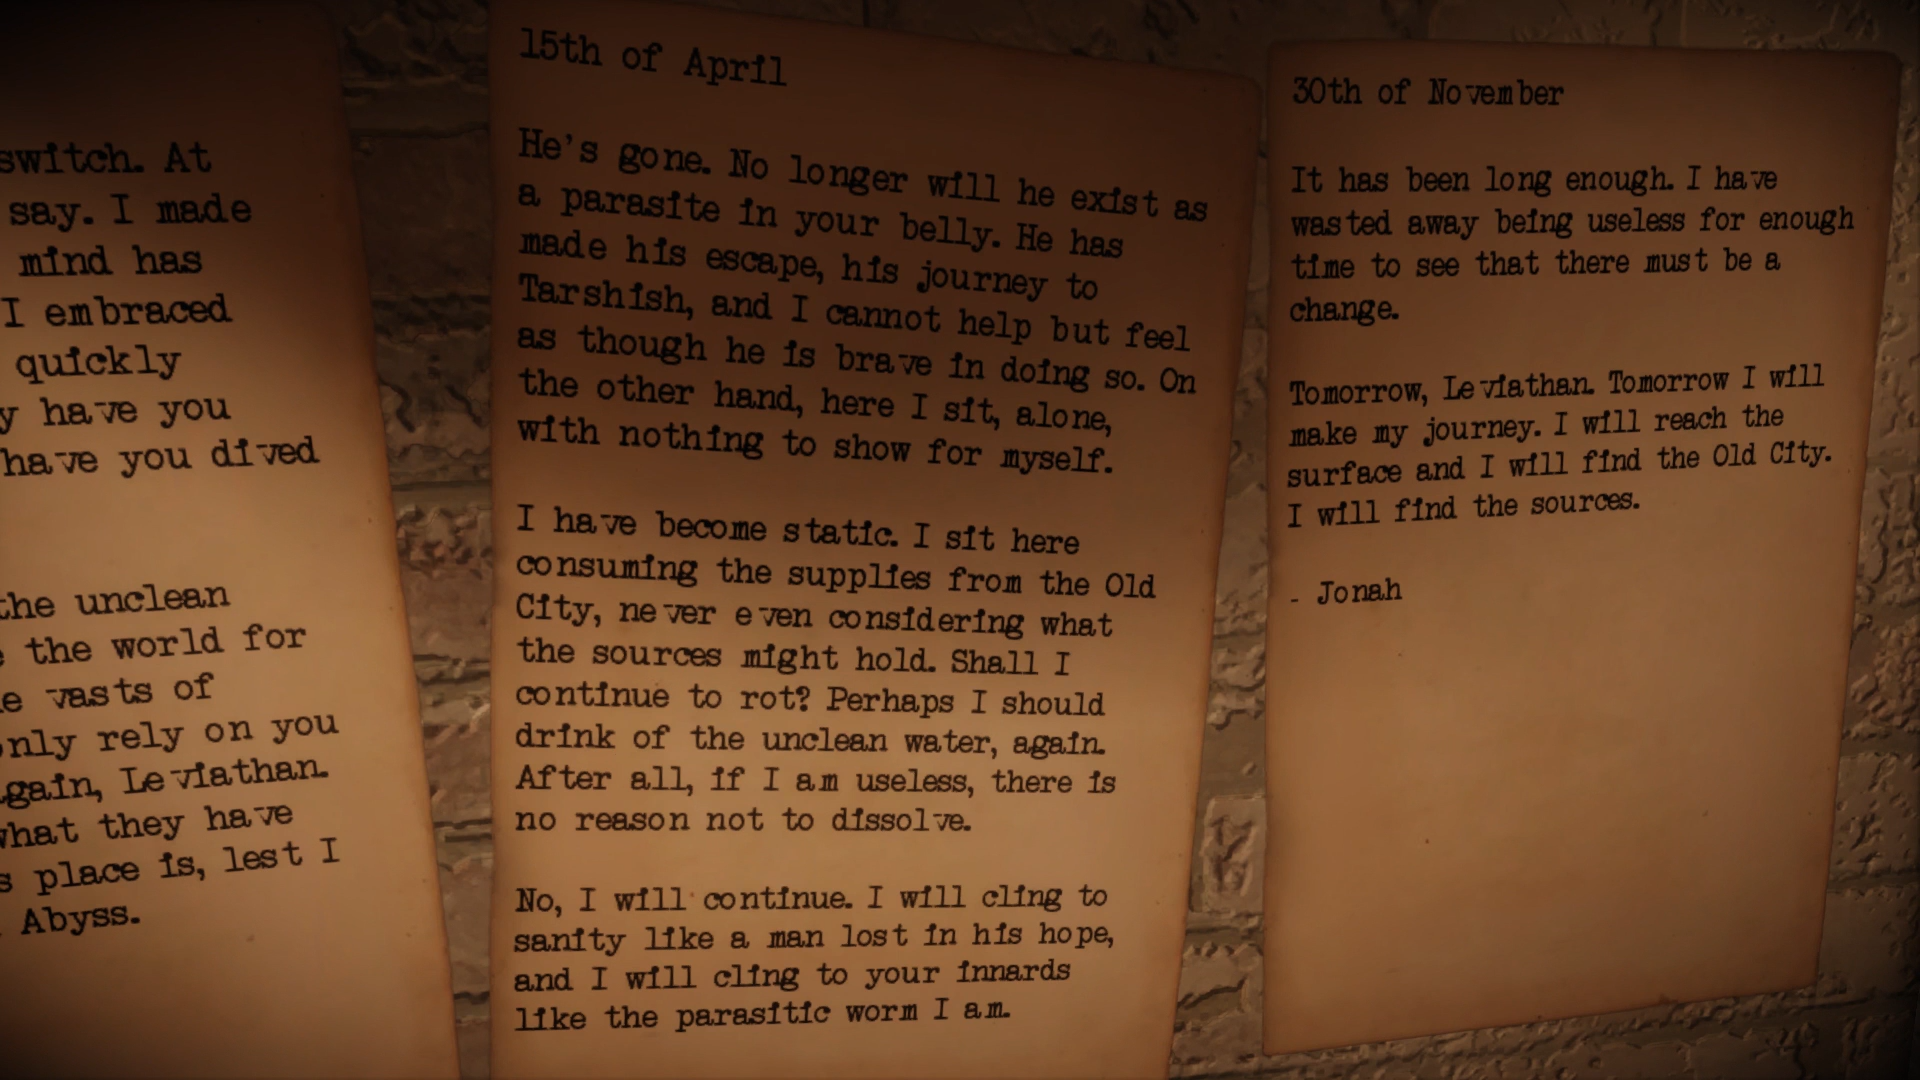 switch. At
say. I made
mind has
I embraced
quickly
have you
have you dived
the unclean
the world for
vasts of
only rely on you
again, Leviathan.
what they have
place is, lest I
Abyss.
15th of April
He's gone. No longer will he exist as
a parasite in your belly. He has
made his escape, his journey to
Tarshish, and I cannot help but feel
as though he is brave in doing so. On
the other hand, here I sit, alone,
with nothing to show for myself.
I have become static. I sit here
consuming the supplies from the Old
City, never even considering what
the sources might hold. Shall I
continue to rot? Perhaps I should
drink of the unclean water, again.
After all, if I am useless, there is
no reason not to dissolve.
No, I will continue. I will cling to
sanity like a man lost in his hope,
and I will cling to your innards
like the parasitic worm I am.
30th of November
It has been long enough. I have
wasted away being useless for enough
time to see that there must be a
change.
Tomorrow, Leviathan. Tomorrow I will
make my journey. I will reach the
surface and I will find the Old City.
I will find the sources.
- Jonah